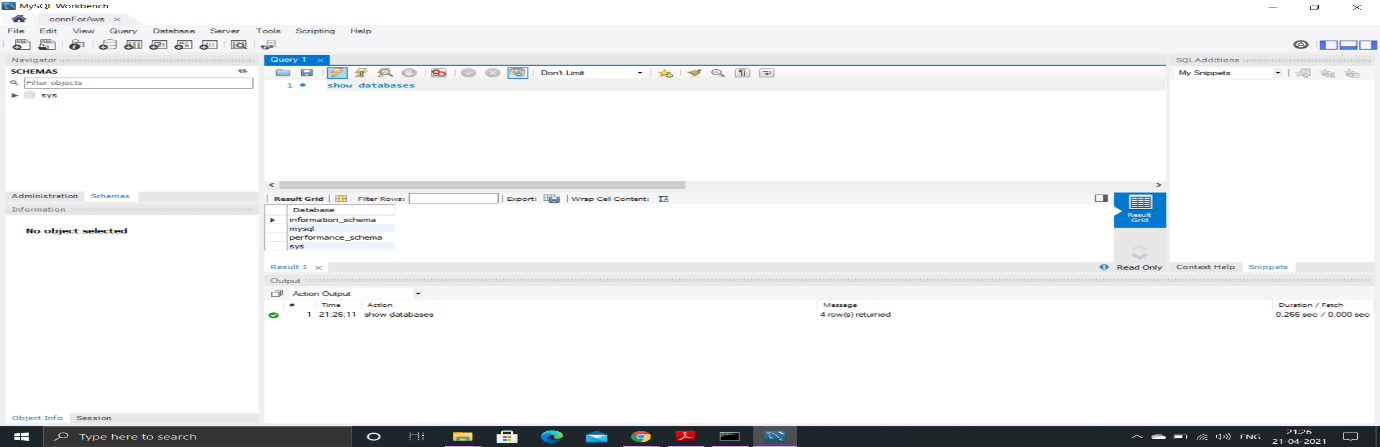 MySQL Workbench
connForAws ×
File Edit View Query Database Server Tools Scripting Help
Navigator
SCHEMAS
Filter objects
sys
Administration Schemas
Information
No object selected
Object Info Session
Query 1 ×
Don't Limit
1 show databases
Result Grid Filter Rows: Export: Wrap Cell Content:
Database
information_schema
mysql
performance_schema
sys
Result Grid
Result 1 ×
Read Only
Output
Action Output
# Time Action Message Duration / Fetch
1 21:26:11 show databases 4 row(s) returned 0.266 sec / 0.000 sec
SQL Additions
My Snippets
Context Help Snippets
Type here to search
ENG
21:26
21-04-2021